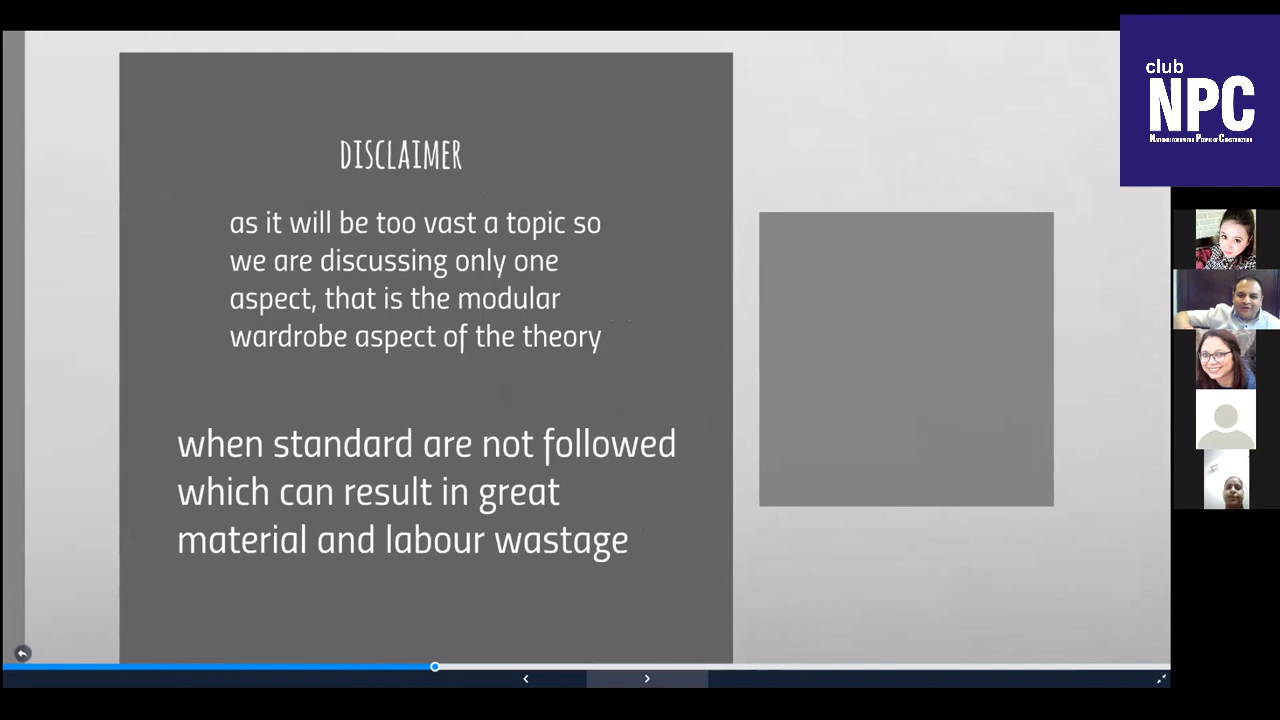 DISCLAIMER
as it will be too vast a topic so
we are discussing only one
aspect, that is the modular
wardrobe aspect of the theory
when standard are not followed
which can result in great
material and labour wastage
club
NPC